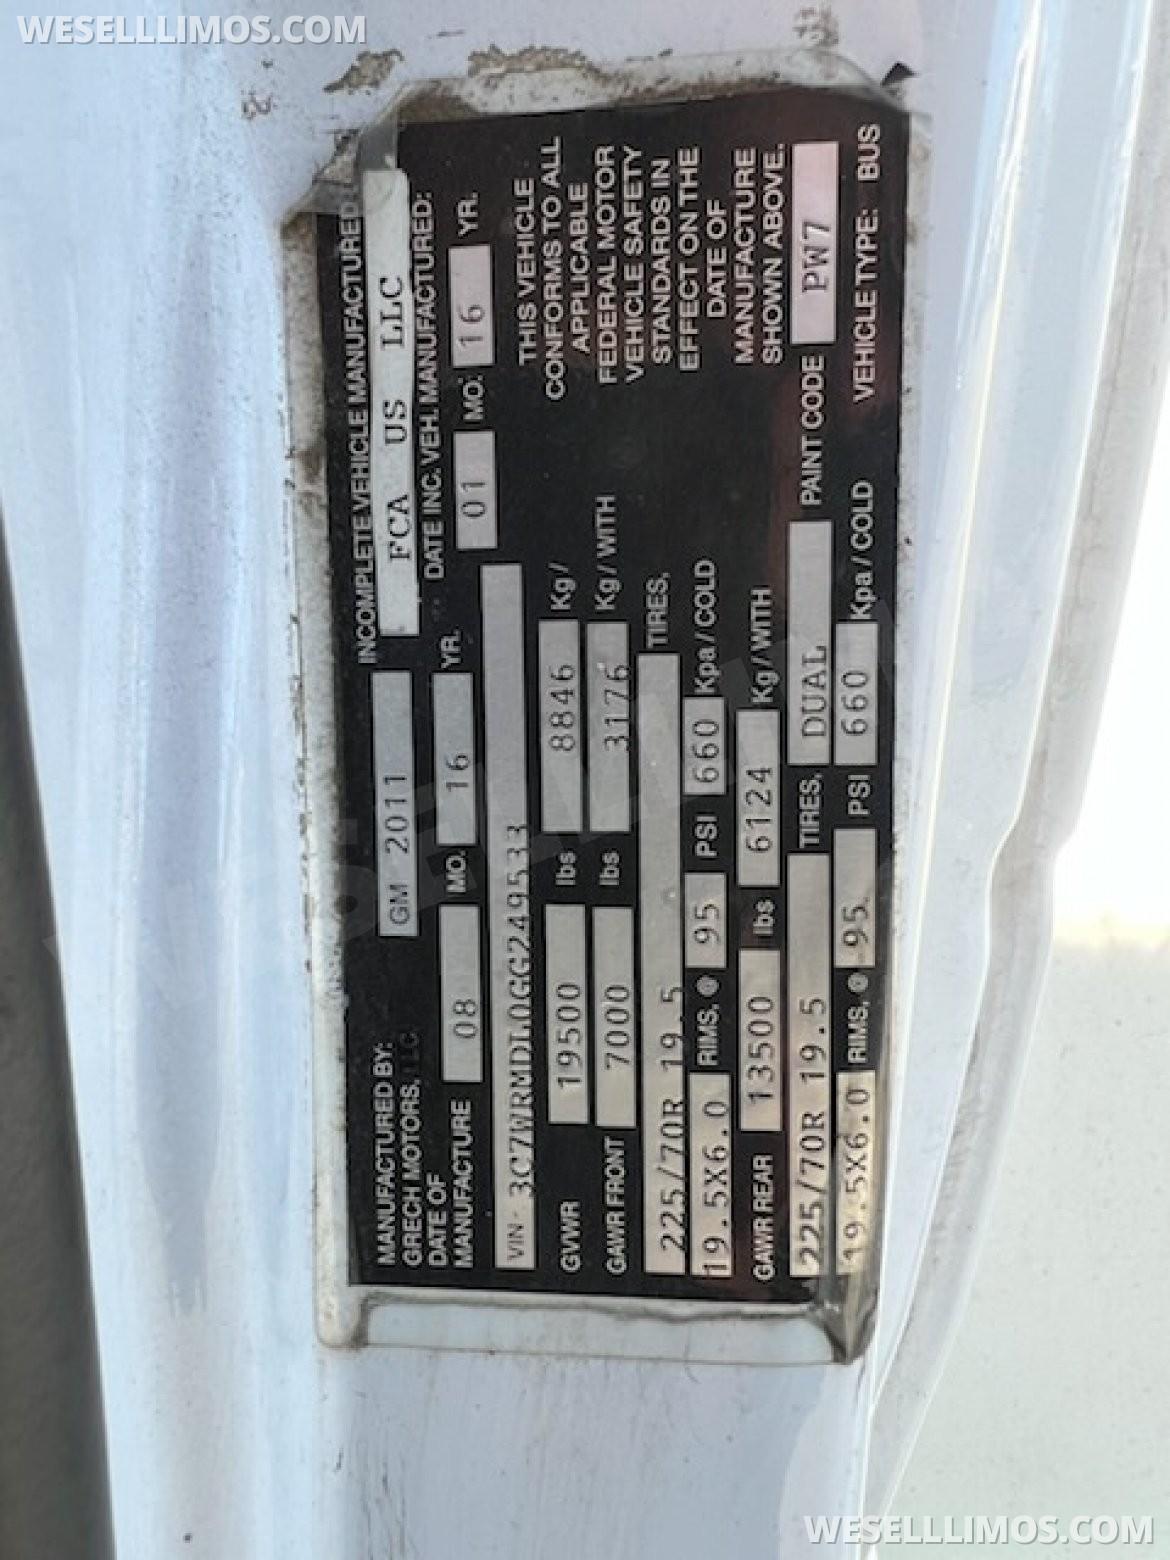 WESELLLIMOS.COM
MANUFACTURED BY: GM 2011 INCOMPLETE VEHICLE MANUFACTURED:
GRECH MOTORS, LLC FCA US LLC
DATE OF DATE INC. VEH. MANUFACTURED:
MANUFACTURE 08 MO. 16 YR. 01 MO. 16 YR.
VIN - 3C7WRMDL0GG249533
GVWR 19500 lbs 8846 Kg/
GAWR FRONT 7000 lbs 3176 Kg/WITH
225/70R 19.5 TIRES,
19.5X6.0 RIMS, @ 95 PSI 660 Kpa/COLD
GAWR REAR 13500 lbs 6124 Kg/WITH
225/70R 19.5 TIRES, DUAL
19.5X6.0 RIMS, @ 95 PSI 660 Kpa/COLD
THIS VEHICLE
CONFORMS TO ALL
APPLICABLE
FEDERAL MOTOR
VEHICLE SAFETY
STANDARDS IN
EFFECT ON THE
DATE OF
MANUFACTURE
SHOWN ABOVE.
PAINT CODE PW7
VEHICLE TYPE: BUS
WESELLLIMOS.COM